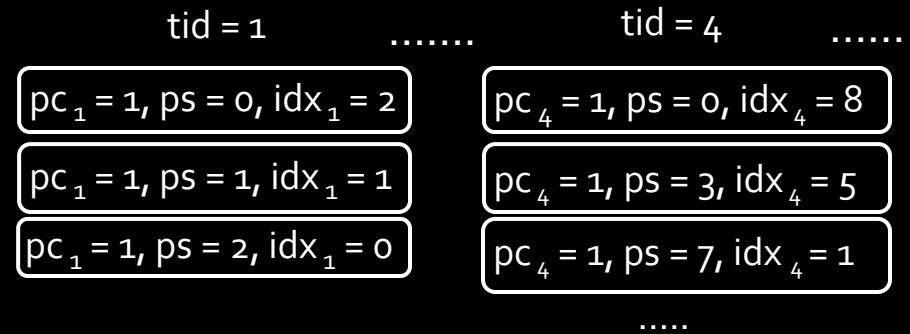 tid = 1 ....... tid = 4 ......
pc₁ = 1, ps = 0, idx₁ = 2
pc₁ = 1, ps = 1, idx₁ = 1
pc₁ = 1, ps = 2, idx₁ = 0
pc₄ = 1, ps = 0, idx₄ = 8
pc₄ = 1, ps = 3, idx₄ = 5
pc₄ = 1, ps = 7, idx₄ = 1
.....